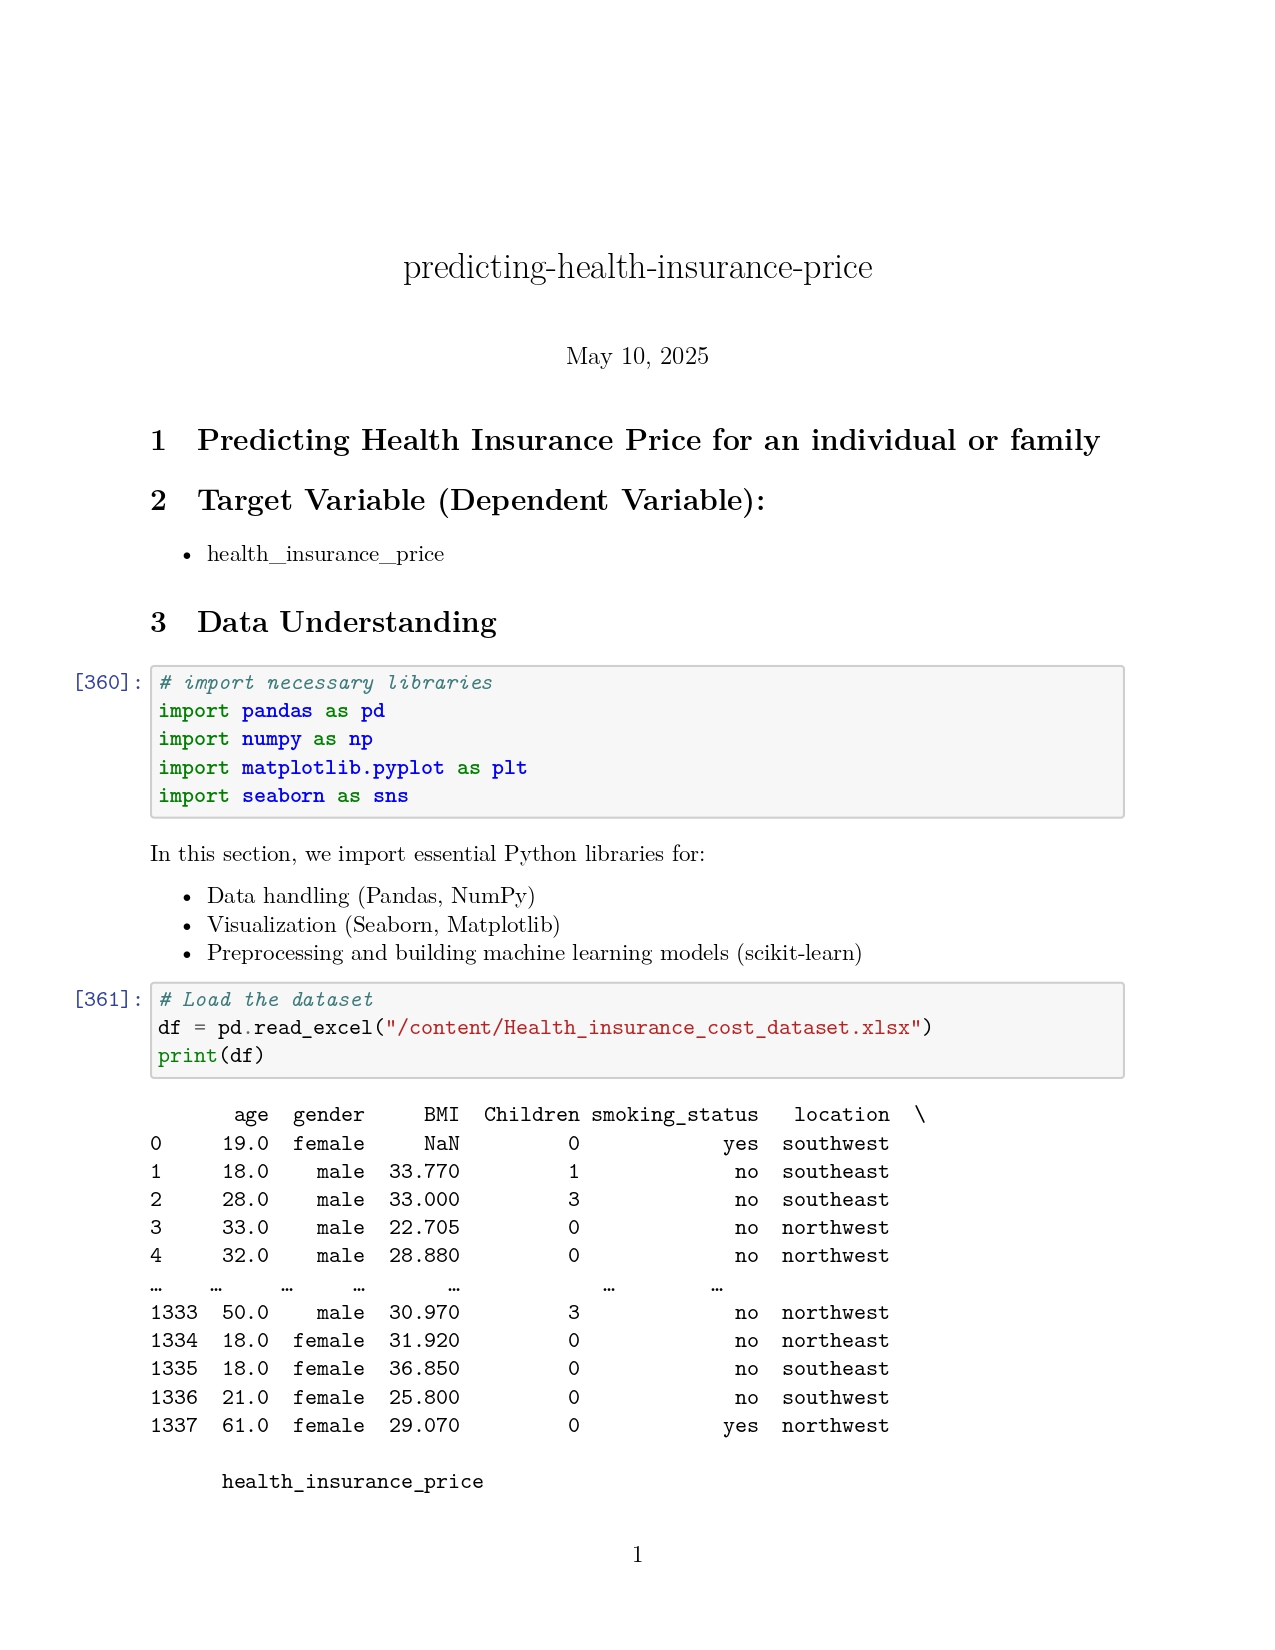 predicting-health-insurance-price
May 10, 2025
1 Predicting Health Insurance Price for an individual or family
2 Target Variable (Dependent Variable):
• health_insurance_price
3 Data Understanding
[360]: # import necessary libraries
import pandas as pd
import numpy as np
import matplotlib.pyplot as plt
import seaborn as sns
In this section, we import essential Python libraries for:
• Data handling (Pandas, NumPy)
• Visualization (Seaborn, Matplotlib)
• Preprocessing and building machine learning models (scikit-learn)
[361]: # Load the dataset
df = pd.read_excel("/content/Health_insurance_cost_dataset.xlsx")
print(df)
age gender BMI Children smoking_status location \
0 19.0 female NaN 0 yes southwest
1 18.0 male 33.770 1 no southeast
2 28.0 male 33.000 3 no southeast
3 33.0 male 22.705 0 no northwest
4 32.0 male 28.880 0 no northwest
… … … … … … …
1333 50.0 male 30.970 3 no northwest
1334 18.0 female 31.920 0 no northeast
1335 18.0 female 36.850 0 no southeast
1336 21.0 female 25.800 0 no southwest
1337 61.0 female 29.070 0 yes northwest
health_insurance_price
1